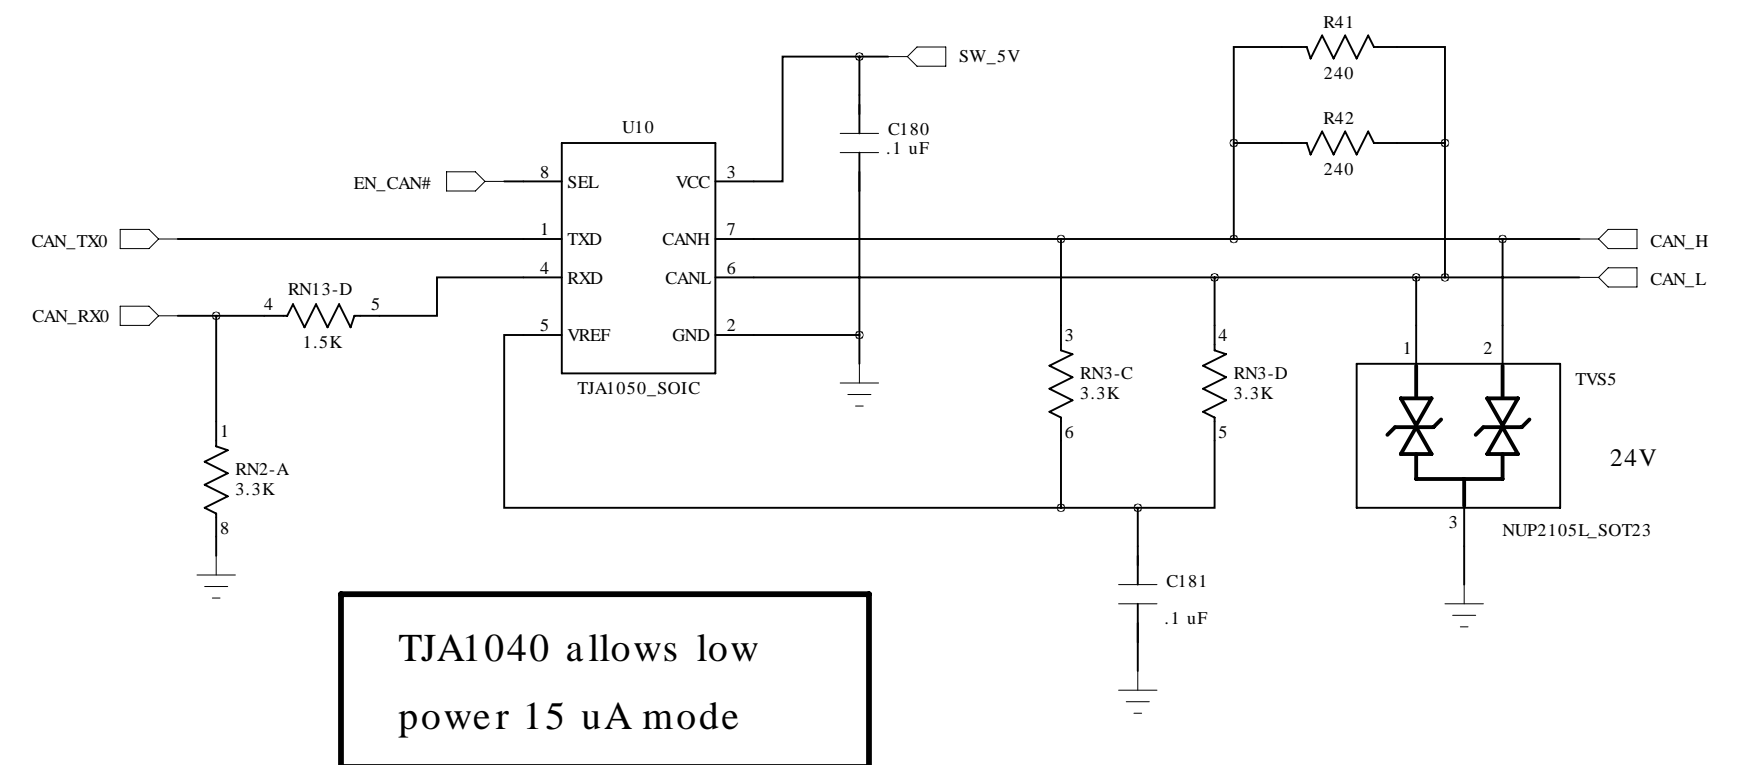 R41
240
SW_5V
R42
240
U10
C180
.1 uF
EN_CAN#
8
SEL
VCC
3
CAN_TX0
1
TXD
CANH
7
CAN_H
4
RXD
CANL
6
CAN_L
RN13-D
4
5
1.5K
CAN_RX0
5
VREF
GND
2
TJA1050_SOIC
3
RN3-C
3.3K
6
4
RN3-D
3.3K
5
1
2
TVS5
24V
3
NUP2105L_SOT23
1
RN2-A
3.3K
8
C181
.1 uF
TJA1040 allows low
power 15 uA mode